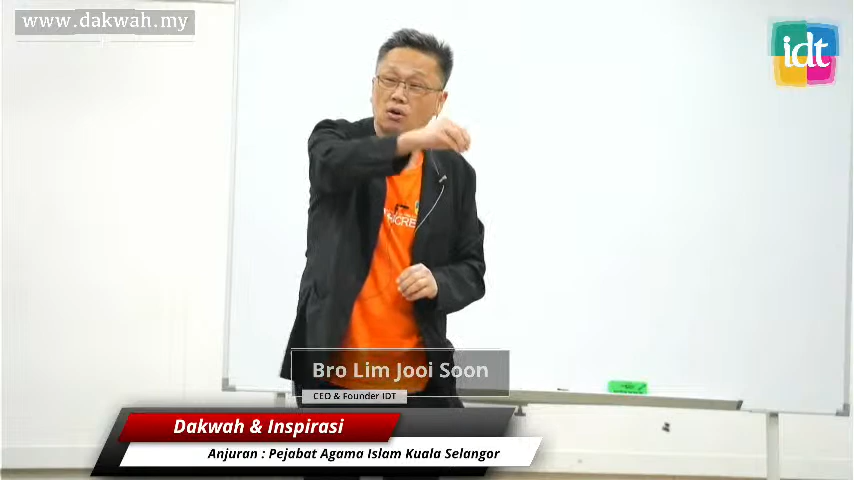 www.dakwah.my
idt
Bro Lim Jooi Soon
CEO & Founder IDT
Dakwah & Inspirasi
Anjuran : Pejabat Agama Islam Kuala Selangor